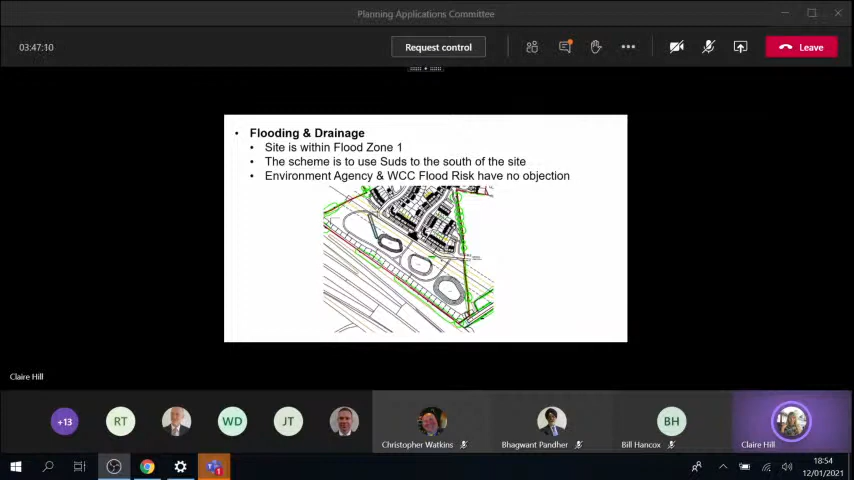 Planning Applications Committee
03:47:10
Request control
Leave
• Flooding & Drainage
• Site is within Flood Zone 1
• The scheme is to use Suds to the south of the site
• Environment Agency & WCC Flood Risk have no objection
Claire Hill
+13
RT
WD
JT
BH
Christopher Watkins
Bhagwant Pandher
Bill Hancox
Claire Hill
18:54
12/01/2021